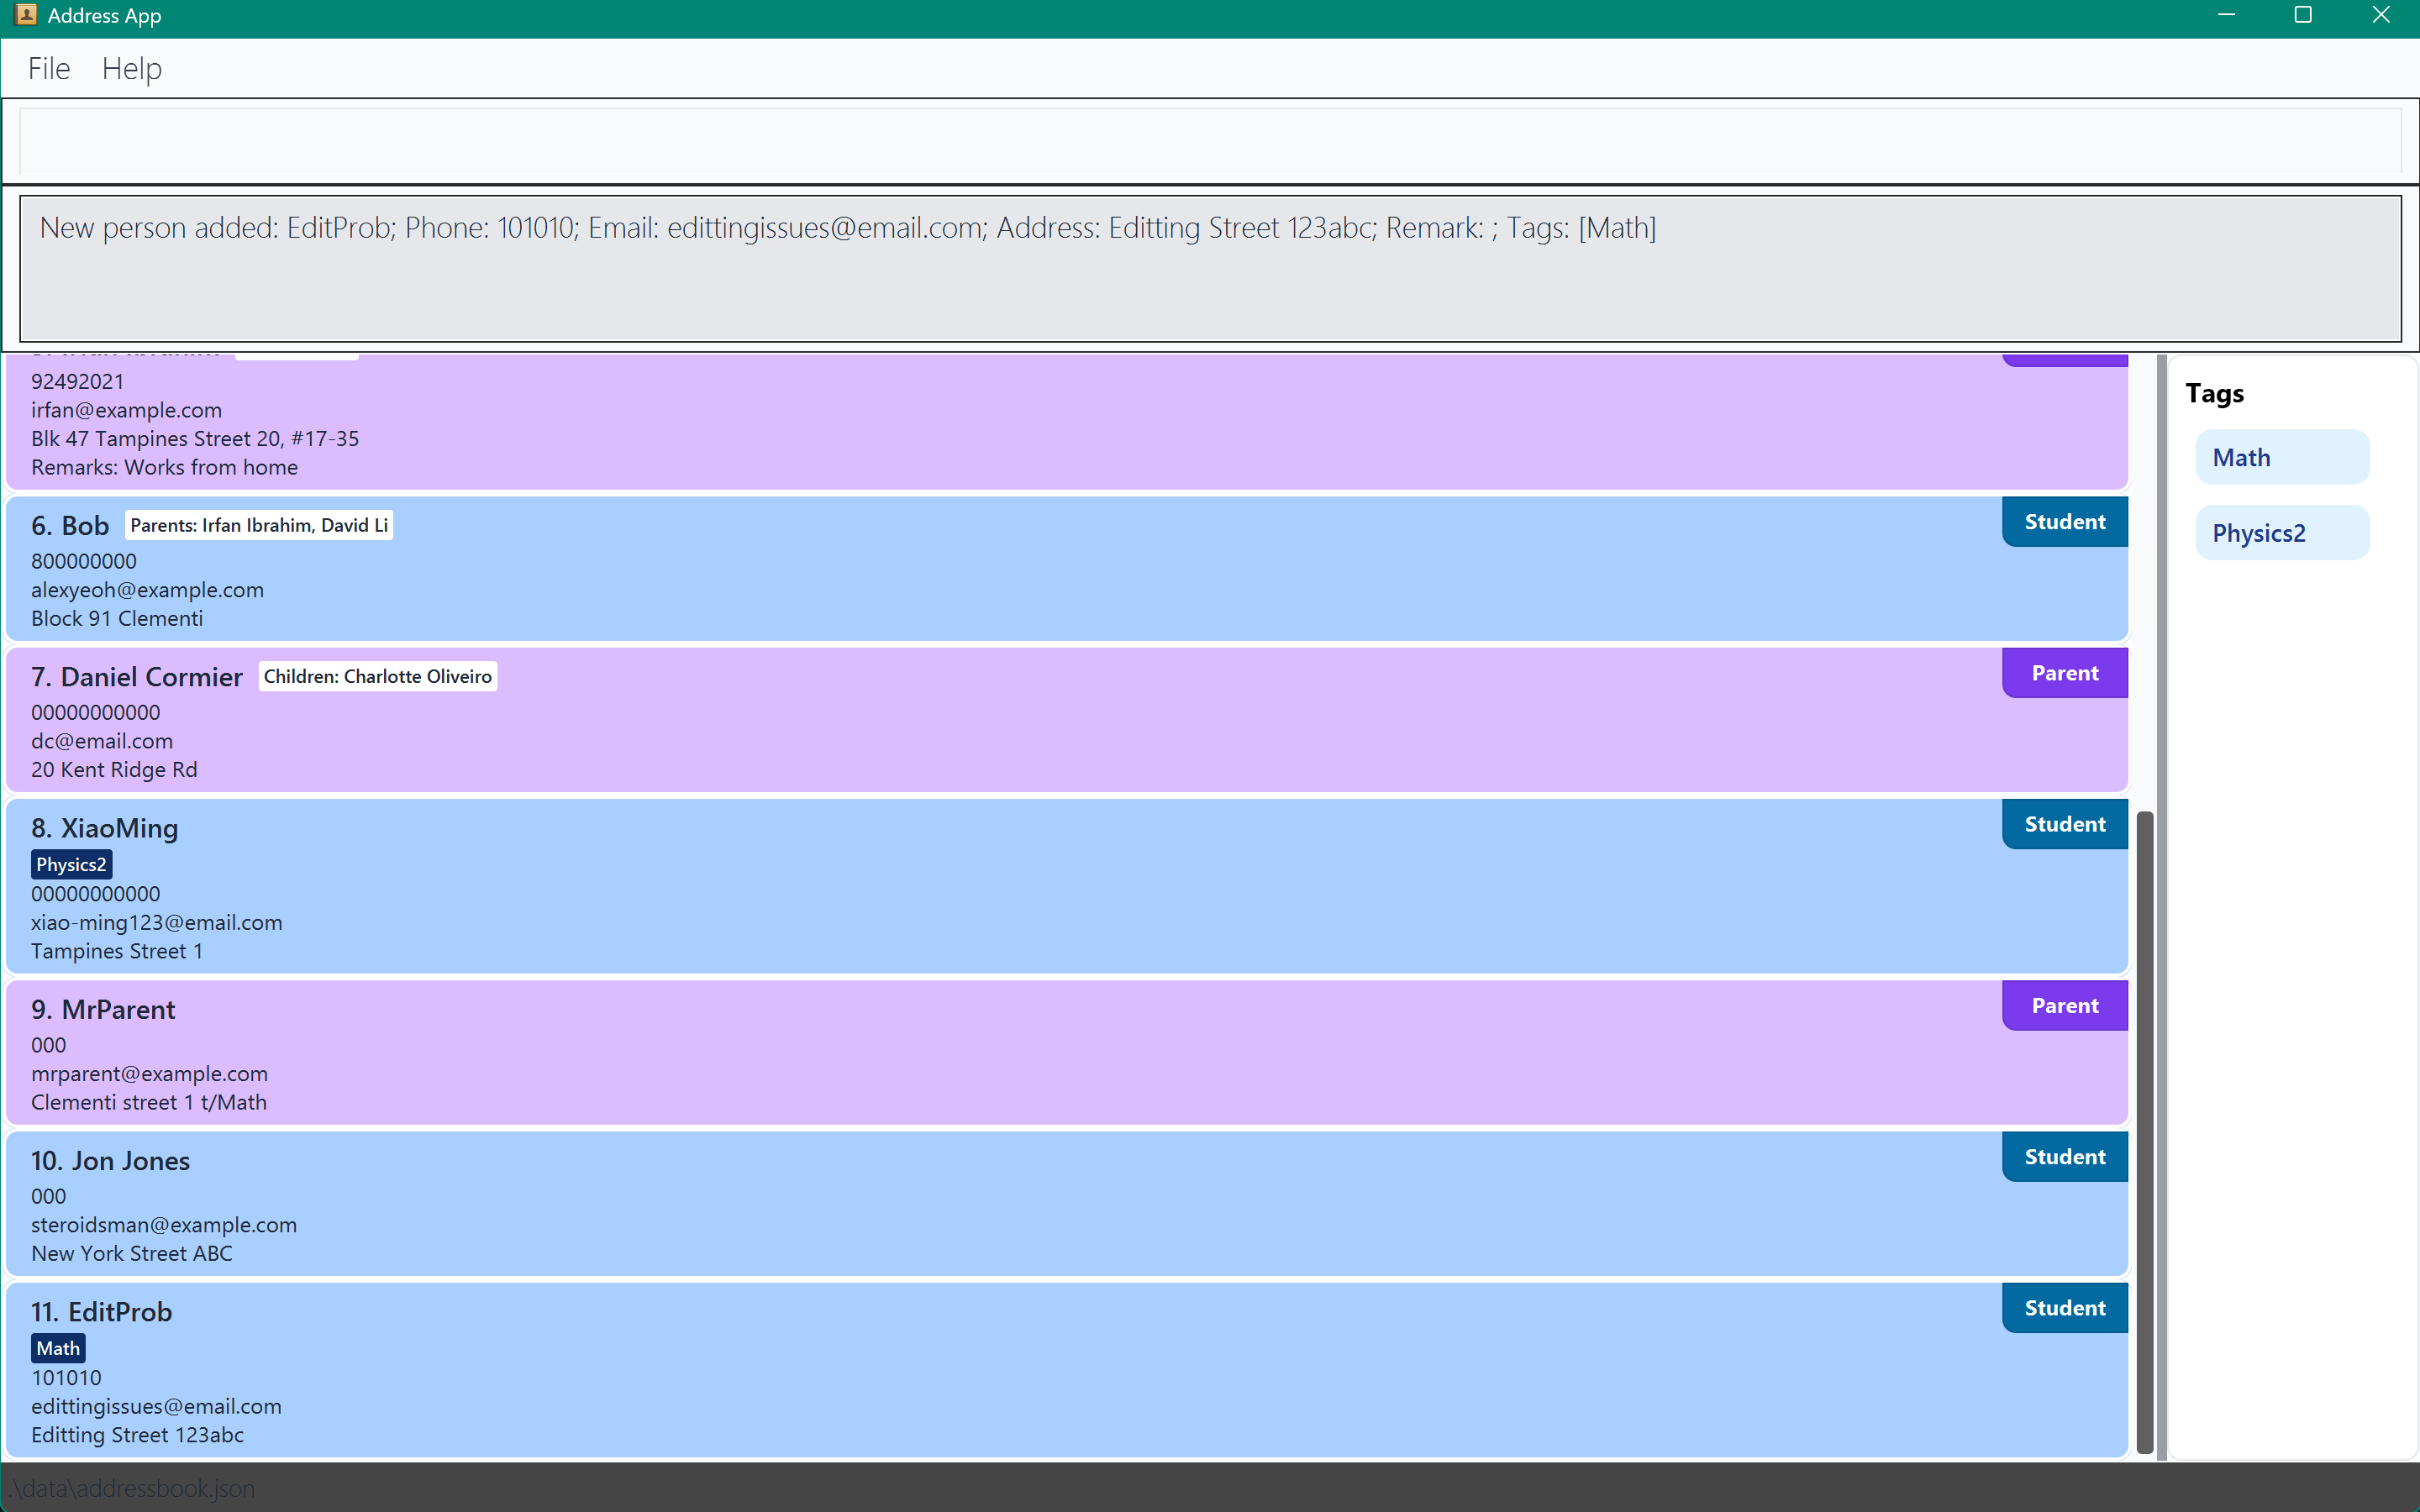 Address App
File Help
New person added: EditProb; Phone: 101010; Email: edittingissues@email.com; Address: Editting Street 123abc; Remark: ; Tags: [Math]
92492021
irfan@example.com
Blk 47 Tampines Street 20, #17-35
Remarks: Works from home
6. Bob Parents: Irfan Ibrahim, David Li
Student
800000000
alexyeoh@example.com
Block 91 Clementi
7. Daniel Cormier Children: Charlotte Oliveiro
Parent
00000000000
dc@email.com
20 Kent Ridge Rd
8. XiaoMing
Student
Physics2
00000000000
xiao-ming123@email.com
Tampines Street 1
9. MrParent
Parent
000
mrparent@example.com
Clementi street 1 t/Math
10. Jon Jones
Student
000
steroidsman@example.com
New York Street ABC
11. EditProb
Student
Math
101010
edittingissues@email.com
Editting Street 123abc
Tags
Math
Physics2
.\data\addressbook.json